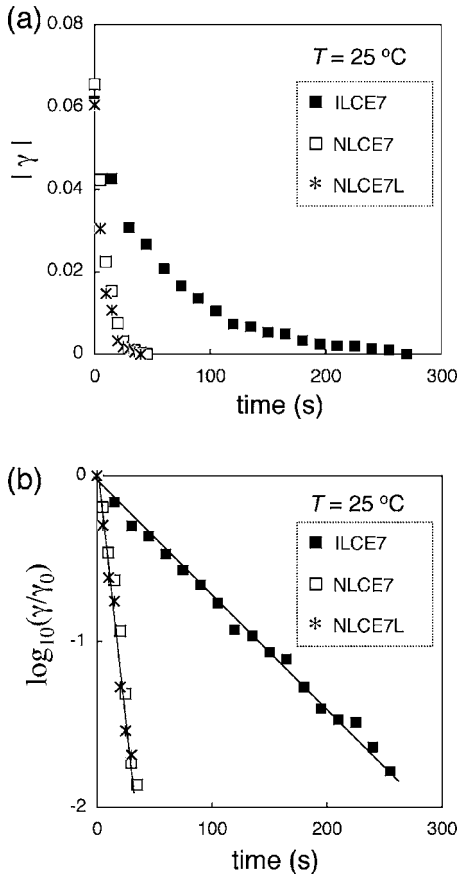 (a)
0.08
0.06
0.04
0.02
0
| γ |
T = 25 °C
■ ILCE7
□ NLCE7
* NLCE7L
0 100 200 300
time (s)
(b)
0
-1
-2
log10(γ/γ0)
T = 25 °C
■ ILCE7
□ NLCE7
* NLCE7L
0 100 200 300
time (s)